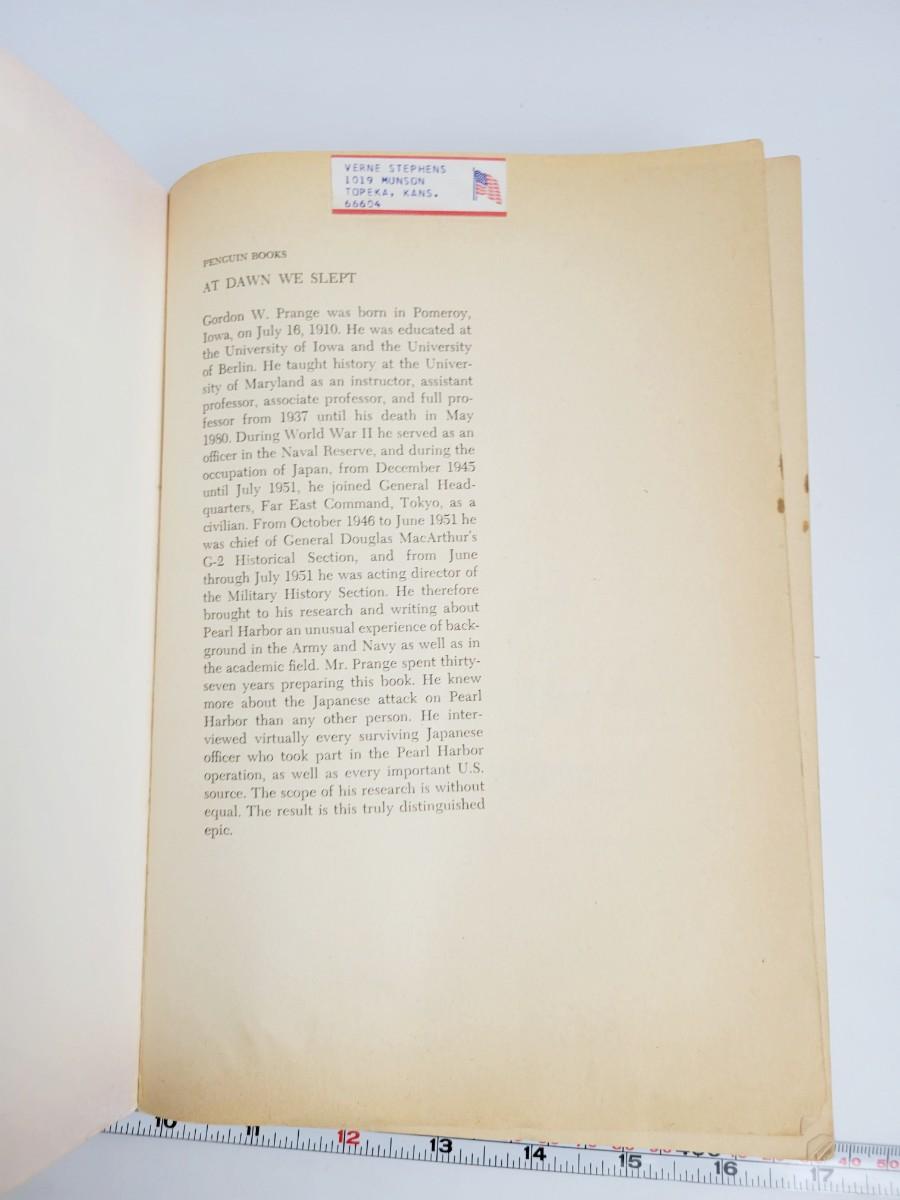 VERNE STEPHENS
1019 MUNSON
TOPEKA, KANS.
66604
PENGUIN BOOKS
AT DAWN WE SLEPT
Gordon W. Prange was born in Pomeroy,
Iowa, on July 16, 1910. He was educated at
the University of Iowa and the University
of Berlin. He taught history at the Univer-
sity of Maryland as an instructor, assistant
professor, associate professor, and full pro-
fessor from 1937 until his death in May
1980. During World War II he served as an
officer in the Naval Reserve, and during the
occupation of Japan, from December 1945
until July 1951, he joined General Head-
quarters, Far East Command, Tokyo, as a
civilian. From October 1946 to June 1951 he
was chief of General Douglas MacArthur's
G-2 Historical Section, and from June
through July 1951 he was acting director of
the Military History Section. He therefore
brought to his research and writing about
Pearl Harbor an unusual experience of back-
ground in the Army and Navy as well as in
the academic field. Mr. Prange spent thirty-
seven years preparing this book. He knew
more about the Japanese attack on Pearl
Harbor than any other person. He inter-
viewed virtually every surviving Japanese
officer who took part in the Pearl Harbor
operation, as well as every important U.S.
source. The scope of his research is without
equal. The result is this truly distinguished
epic.
10 11 12 13 14 15 16 17
40 50